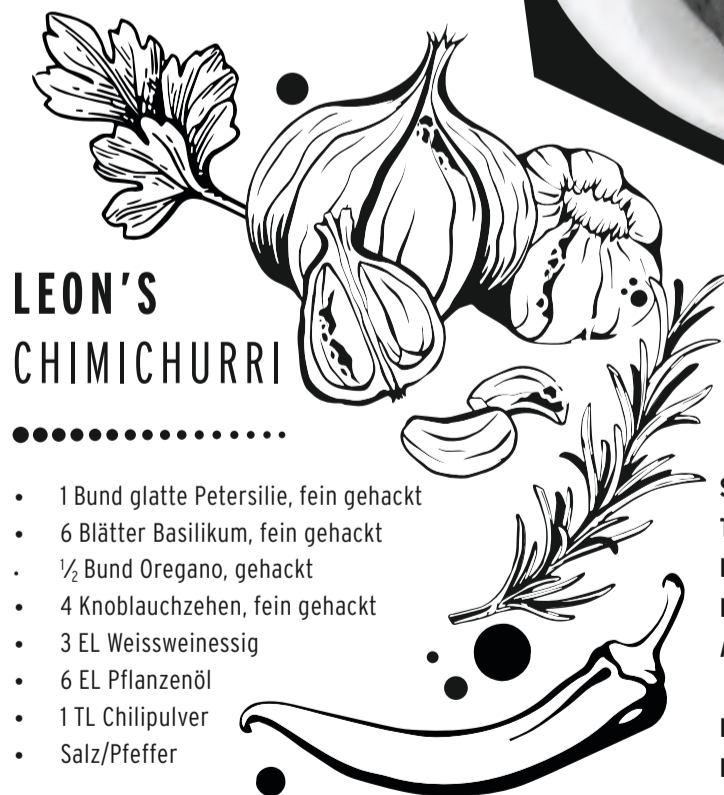 LEON'S
CHIMICHURRI
• 1 Bund glatte Petersilie, fein gehackt
• 6 Blätter Basilikum, fein gehackt
• ½ Bund Oregano, gehackt
• 4 Knoblauchzehen, fein gehackt
• 3 EL Weissweinessig
• 6 EL Pflanzenöl
• 1 TL Chilipulver
• Salz/Pfeffer